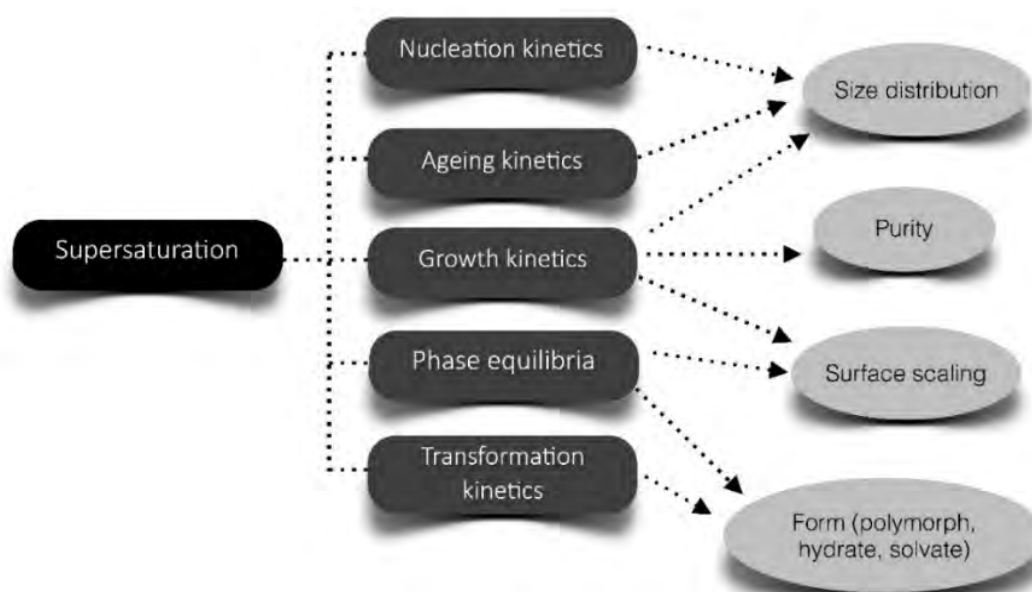 Nucleation kinetics
Size distribution
Ageing kinetics
Purity
Supersaturation
Growth kinetics
Phase equilibria
Surface scaling
Transformation
kinetics
Form (polymorph,
hydrate, solvate)